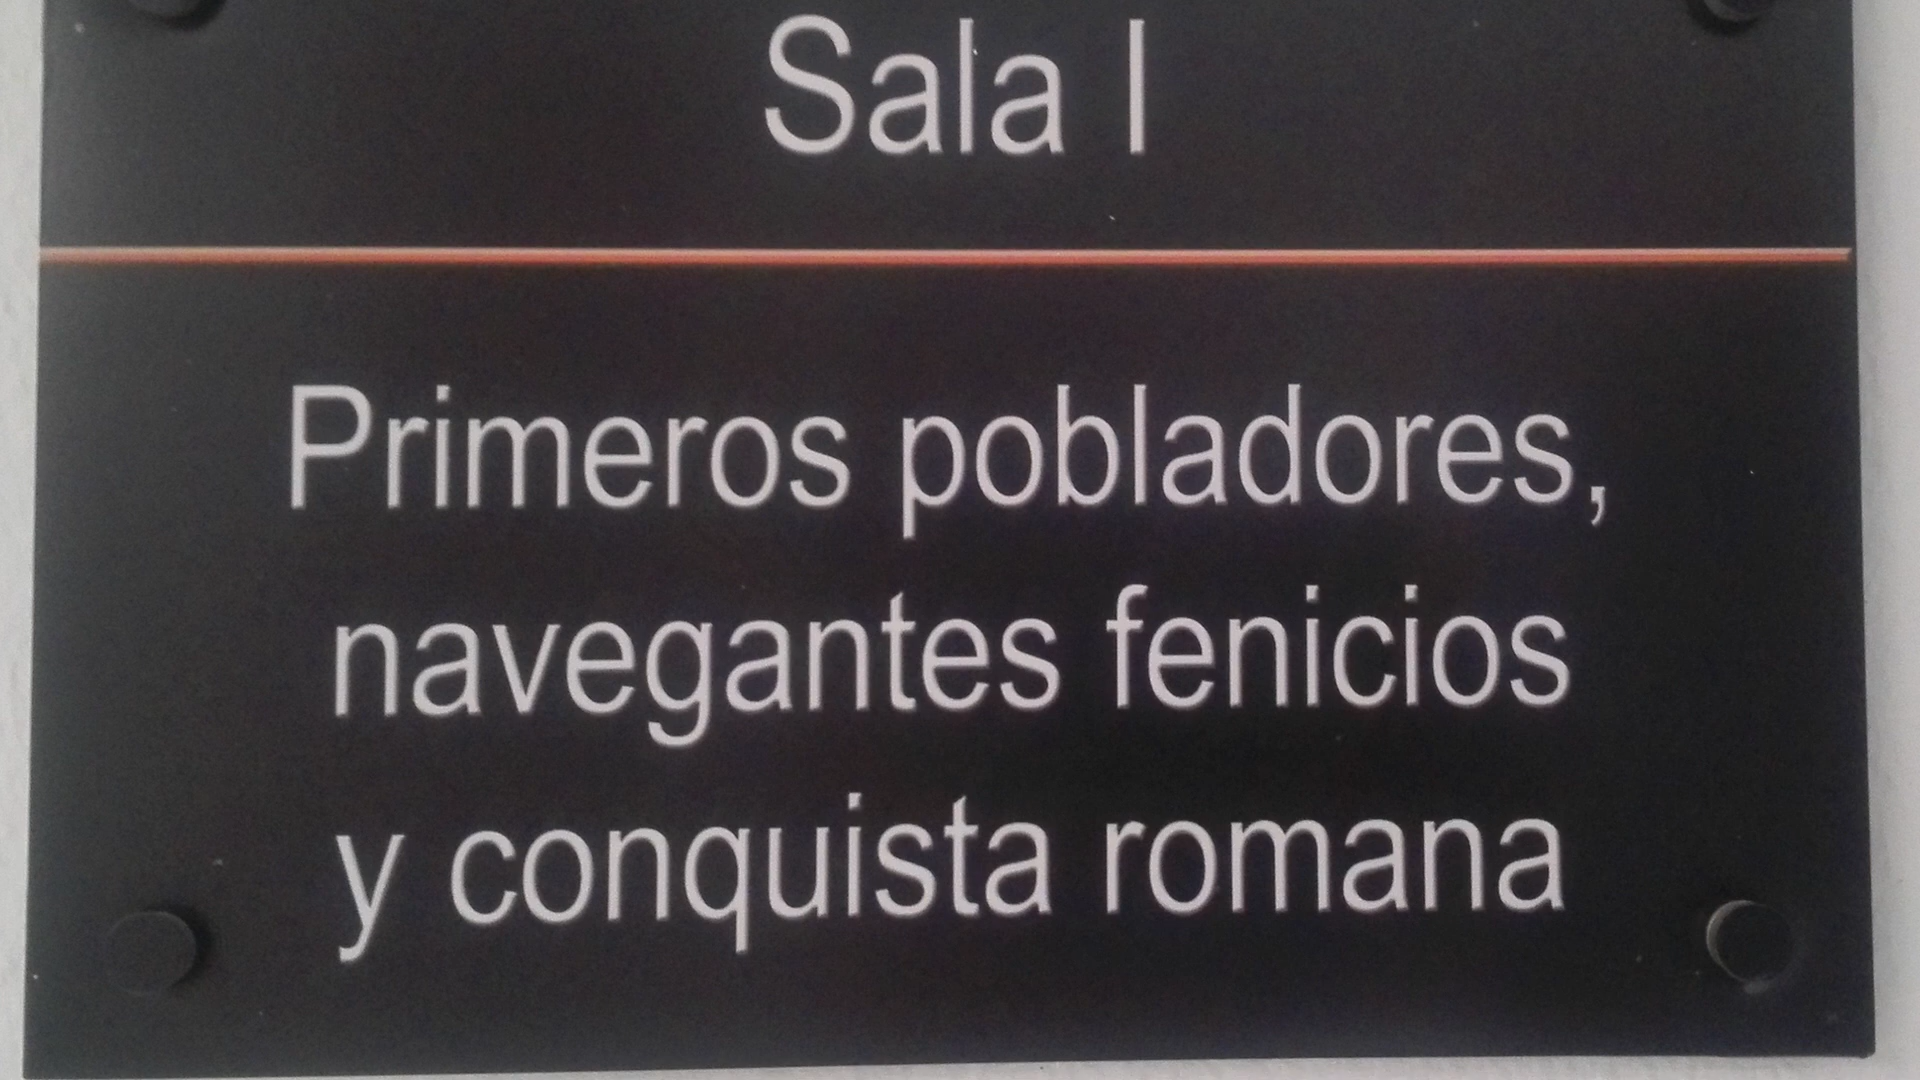 Sala I
Primeros pobladores,
navegantes fenicios
y conquista romana